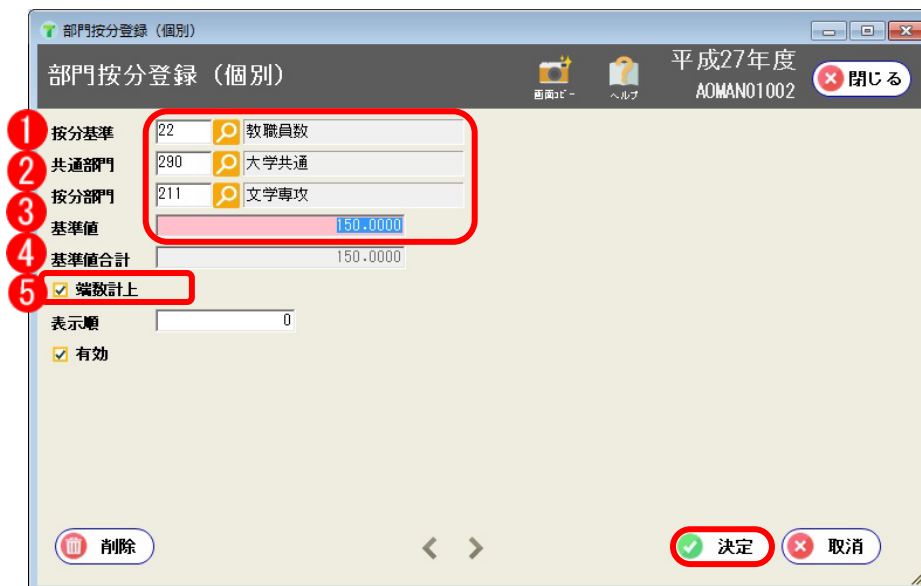 部門按分登録（個別）
部門按分登録（個別）
画面ｺﾋﾟｰ
ヘルプ
平成27年度
AOMAN01002
閉じる
1 按分基準 22 教職員数
2 共通部門 290 大学共通
按分部門 211 文学専攻
3 基準値 150.0000
4 基準値合計 150.0000
5 端数計上
表示順 0
有効
削除
決定
取消